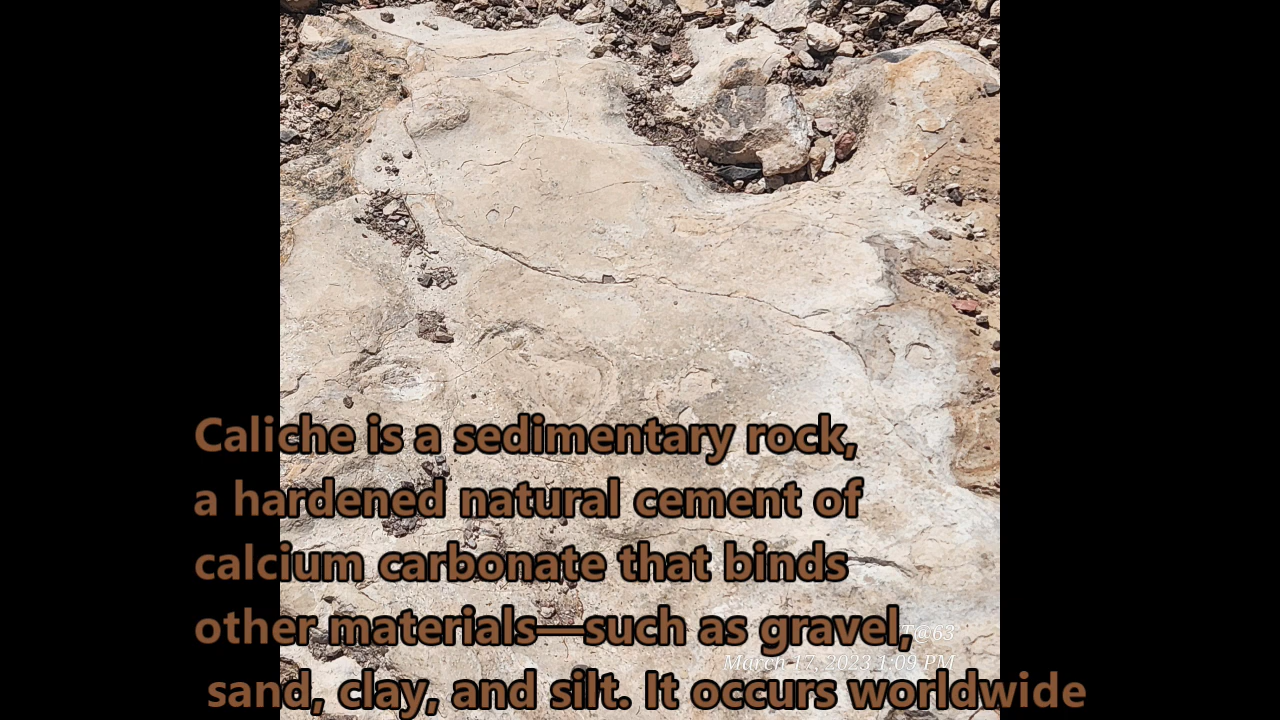 Caliche is a sedimentary rock,
a hardened natural cement of
calcium carbonate that binds
other materials—such as gravel,
T@63
March 17, 2023 1:09 PM
sand, clay, and silt. It occurs worldwide